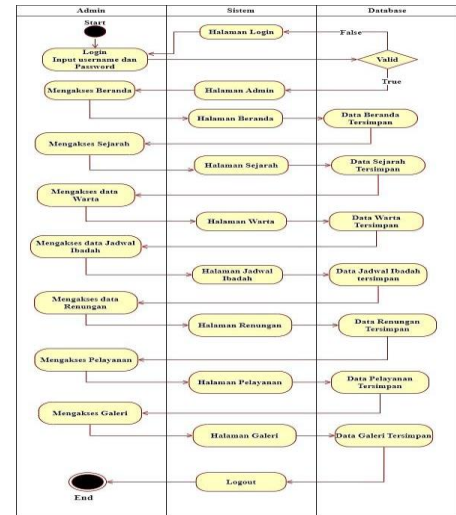 Admin
Sistem
Database
Start
Halaman Login
False
Login
Input username dan
Password
Valid
True
Mengakses Beranda
Halaman Admin
Halaman Beranda
Data Beranda
Tersimpan
Mengakses Sejarah
Halaman Sejarah
Data Sejarah
Tersimpan
Mengakses data
Warta
Halaman Warta
Data Warta
Tersimpan
Mengakses data Jadwal
Ibadah
Halaman Jadwal
Ibadah
Data Jadwal Ibadah
tersimpan
Mengakses data
Renungan
Halaman Renungan
Data Renungan
Tersimpan
Mengakses Pelayanan
Halaman Pelayanan
Data Pelayanan
Tersimpan
Mengakses Galeri
Halaman Galeri
Data Galeri Tersimpan
Logout
End